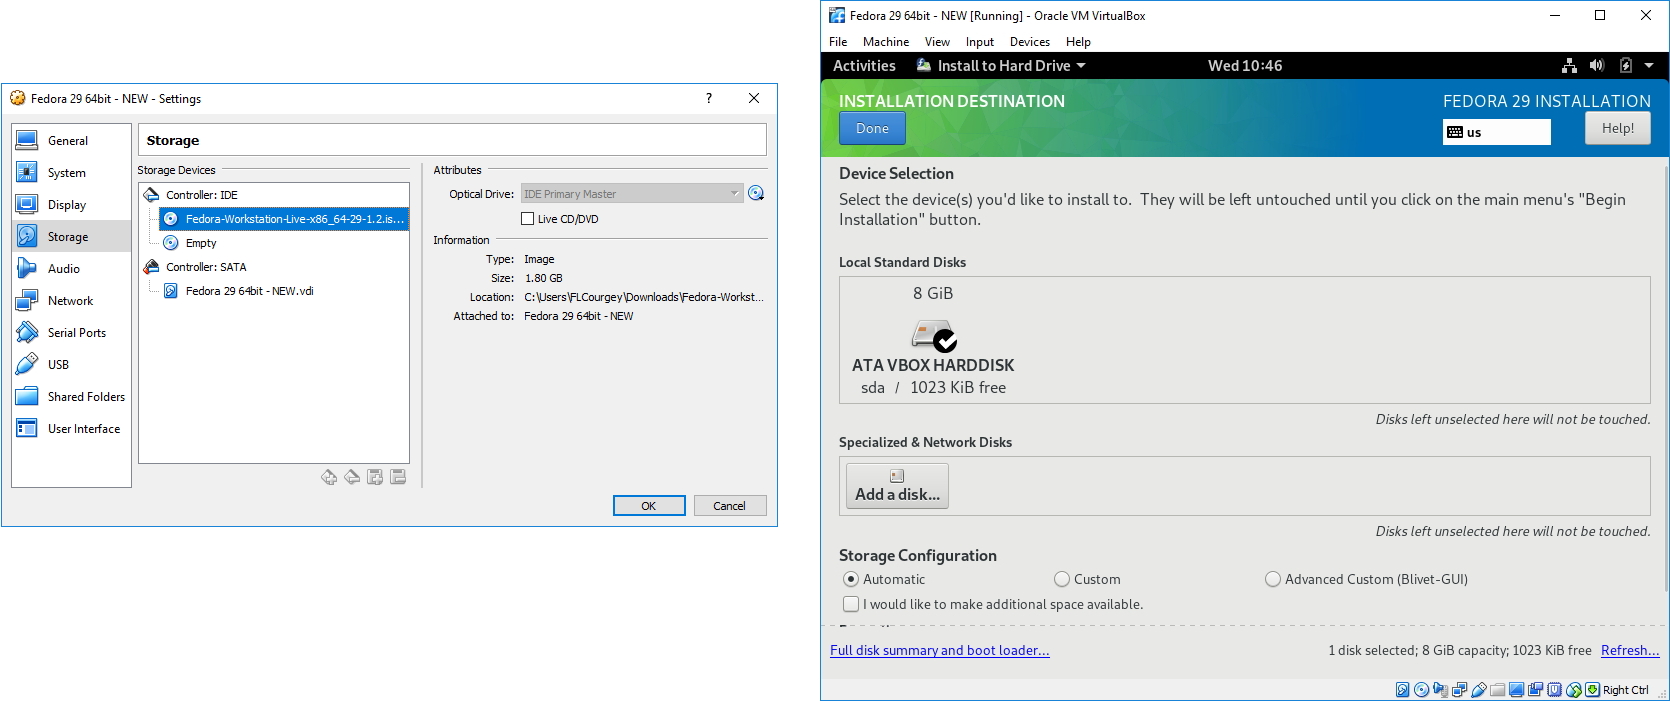 Fedora 29 64bit - NEW - Settings
?
General
System
Display
Storage
Audio
Network
Serial Ports
USB
Shared Folders
User Interface
Storage
Storage Devices
Controller: IDE
Fedora-Workstation-Live-x86_64-29-1.2.is...
Empty
Controller: SATA
Fedora 29 64bit - NEW.vdi
Attributes
Optical Drive: IDE Primary Master
Live CD/DVD
Information
Type: Image
Size: 1.80 GB
Location: C:\Users\FLCourgey\Downloads\Fedora-Workst...
Attached to: Fedora 29 64bit - NEW
OK Cancel
Fedora 29 64bit - NEW [Running] - Oracle VM VirtualBox
File Machine View Input Devices Help
Activities Install to Hard Drive Wed 10:46
INSTALLATION DESTINATION FEDORA 29 INSTALLATION
Done us Help!
Device Selection
Select the device(s) you'd like to install to. They will be left untouched until you click on the main menu's "Begin
Installation" button.
Local Standard Disks
8 GiB
ATA VBOX HARDDISK
sda / 1023 KiB free
Disks left unselected here will not be touched.
Specialized & Network Disks
Add a disk...
Disks left unselected here will not be touched.
Storage Configuration
Automatic Custom Advanced Custom (Blivet-GUI)
I would like to make additional space available.
Full disk summary and boot loader... 1 disk selected; 8 GiB capacity; 1023 KiB free Refresh...
Right Ctrl